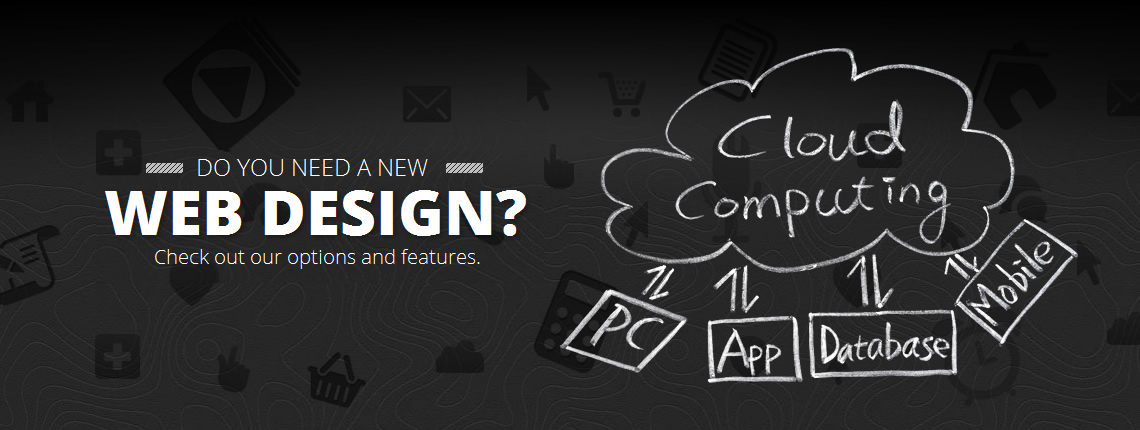 DO YOU NEED A NEW
WEB DESIGN?
Check out our options and features.
Cloud
Computing
PC
App
Database
Mobile